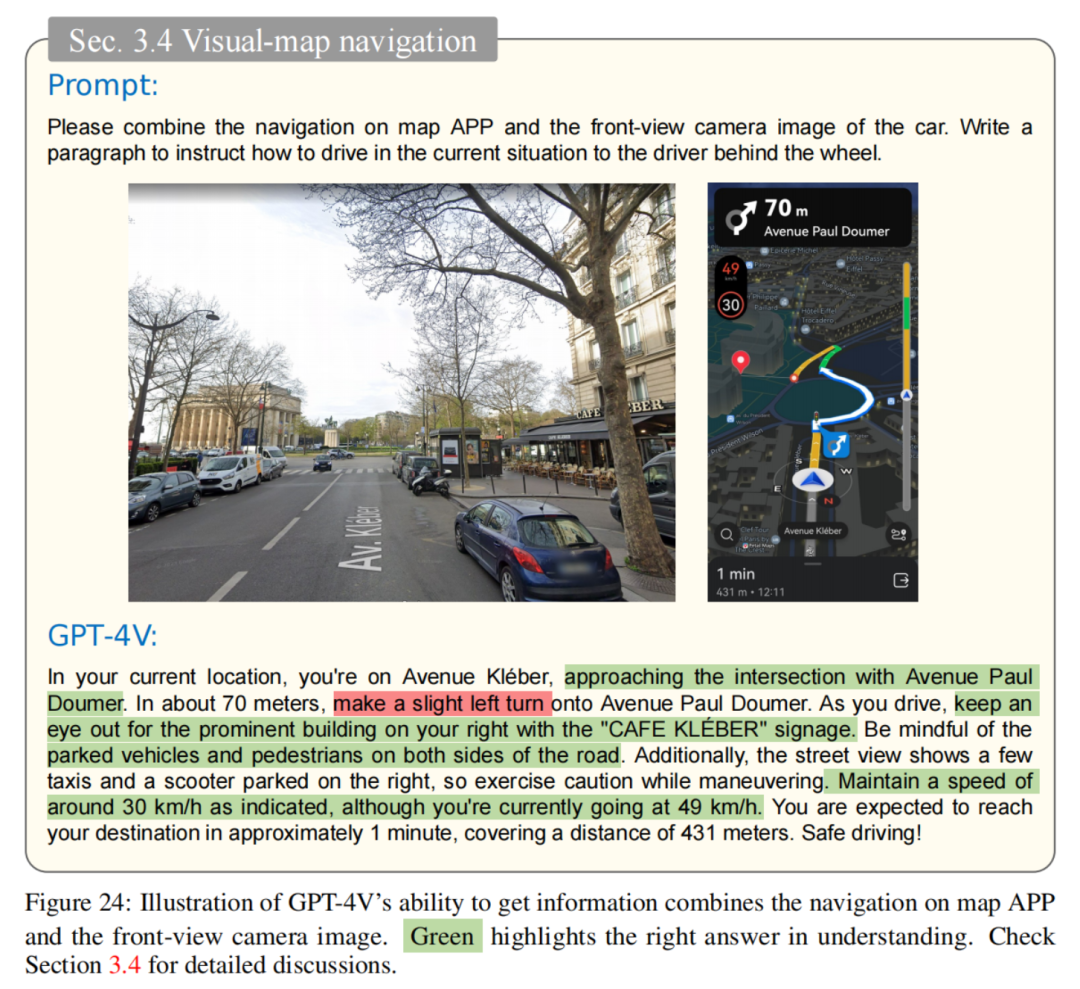 Sec. 3.4 Visual-map navigation
Prompt:
Please combine the navigation on map APP and the front-view camera image of the car. Write a
paragraph to instruct how to drive in the current situation to the driver behind the wheel.
CAFE KLÉBER
Av. Kléber
70 m
Avenue Paul Doumer
49
km/h
30
Hôtel Passy
Eiffel
Hôtel Eiffel
Trocadéro
President Wilson
W
E
N
Avenue Kléber
1 min
431 m • 12:11
GPT-4V:
In your current location, you're on Avenue Kléber, approaching the intersection with Avenue Paul
Doumer. In about 70 meters, make a slight left turn onto Avenue Paul Doumer. As you drive, keep an
eye out for the prominent building on your right with the "CAFE KLÉBER" signage. Be mindful of the
parked vehicles and pedestrians on both sides of the road. Additionally, the street view shows a few
taxis and a scooter parked on the right, so exercise caution while maneuvering. Maintain a speed of
around 30 km/h as indicated, although you're currently going at 49 km/h. You are expected to reach
your destination in approximately 1 minute, covering a distance of 431 meters. Safe driving!
Figure 24: Illustration of GPT-4V's ability to get information combines the navigation on map APP
and the front-view camera image. Green highlights the right answer in understanding. Check
Section 3.4 for detailed discussions.